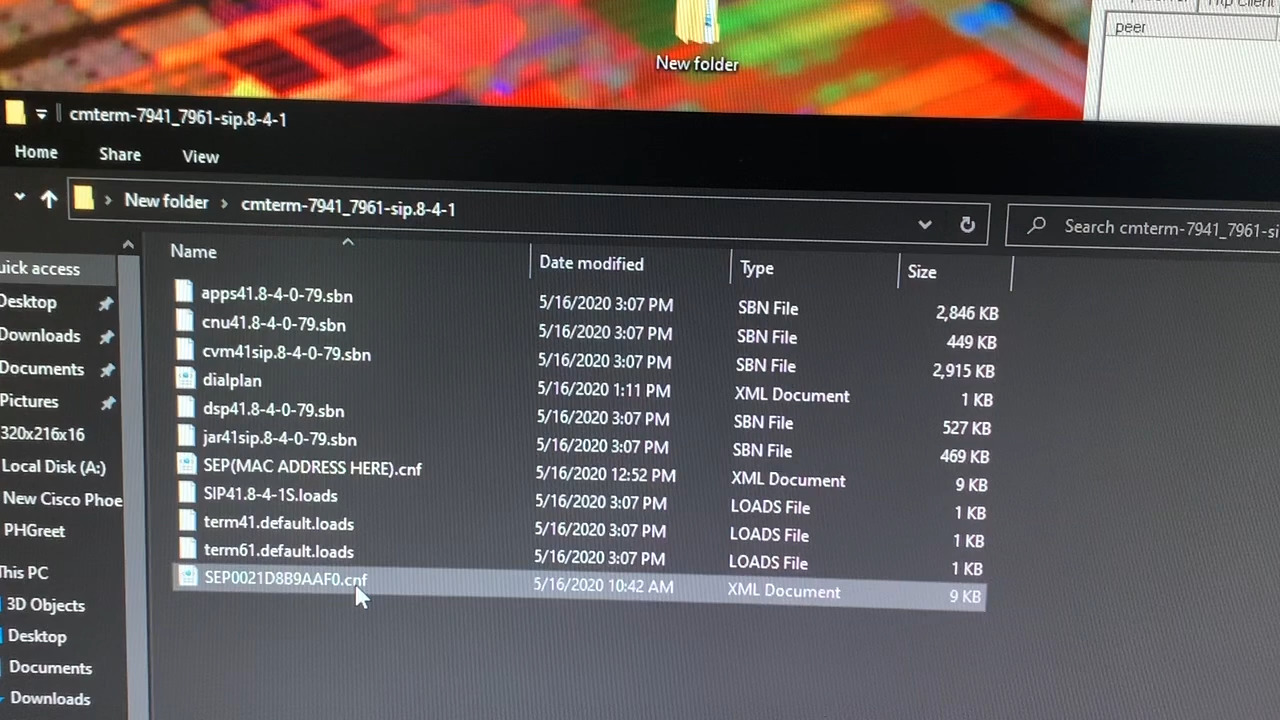 peer
New folder
cmterm-7941_7961-sip.8-4-1
Home Share View
New folder > cmterm-7941_7961-sip.8-4-1
Search cmterm-7941_7961-si
Name Date modified Type Size
apps41.8-4-0-79.sbn 5/16/2020 3:07 PM SBN File 2,846 KB
cnu41.8-4-0-79.sbn 5/16/2020 3:07 PM SBN File 449 KB
cvm41sip.8-4-0-79.sbn 5/16/2020 3:07 PM SBN File 2,915 KB
dialplan 5/16/2020 1:11 PM XML Document 1 KB
dsp41.8-4-0-79.sbn 5/16/2020 3:07 PM SBN File 527 KB
jar41sip.8-4-0-79.sbn 5/16/2020 3:07 PM SBN File 469 KB
SEP(MAC ADDRESS HERE).cnf 5/16/2020 12:52 PM XML Document 9 KB
SIP41.8-4-1S.loads 5/16/2020 3:07 PM LOADS File 1 KB
term41.default.loads 5/16/2020 3:07 PM LOADS File 1 KB
term61.default.loads 5/16/2020 3:07 PM LOADS File 1 KB
SEP0021D8B9AAF0.cnf 5/16/2020 10:42 AM XML Document 9 KB
uick access
Desktop
Downloads
Documents
Pictures
320x216x16
Local Disk (A:)
New Cisco Phoe
PHGreet
This PC
3D Objects
Desktop
Documents
Downloads